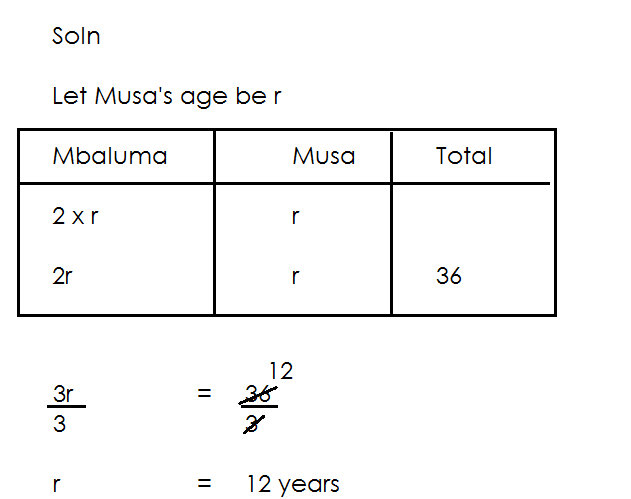 Soln
Let Musa's age be r
Mbaluma Musa Total
2 x r r
2r r 36
12
3r = 36
3 3
r = 12 years